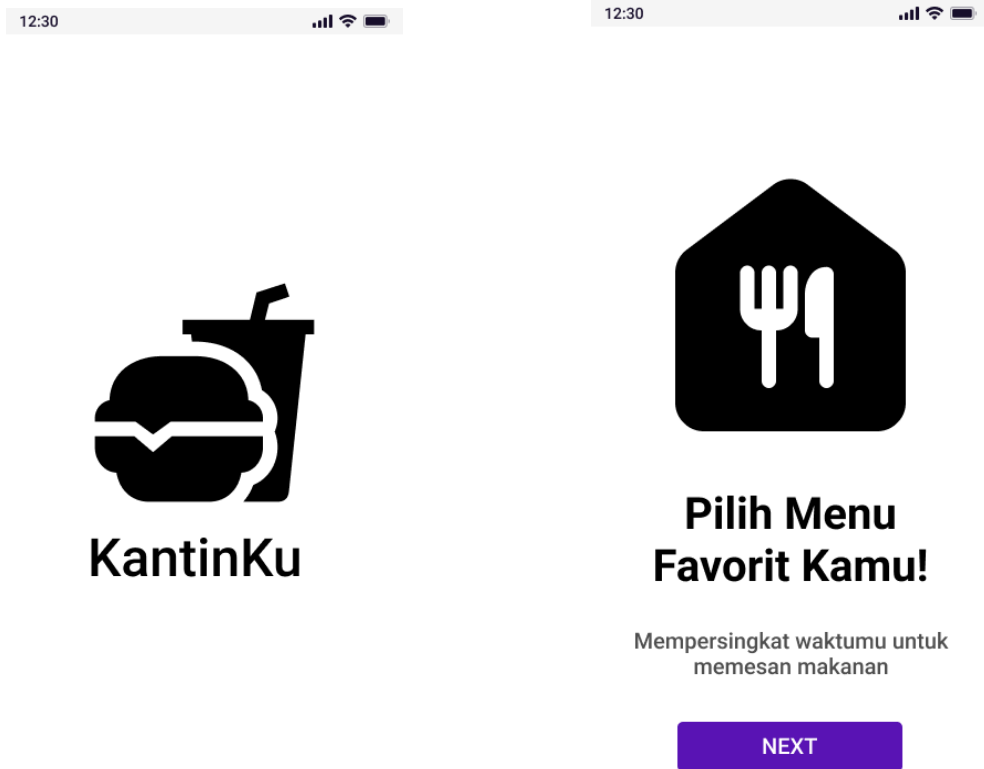 12:30
KantinKu
12:30
Pilih Menu
Favorit Kamu!
Mempersingkat waktumu untuk
memesan makanan
NEXT